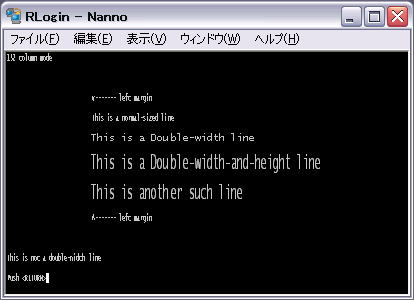 RLogin - Nanno
ファイル(F) 編集(E) 表示(V) ウィンドウ(W) ヘルプ(H)
132 column mode
v------- left margin
This is a normal-sized line
This is a Double-width line
This is a Double-width-and-height line
This is another such line
^------- left margin
This is not a double-width line
Push <RETURN>